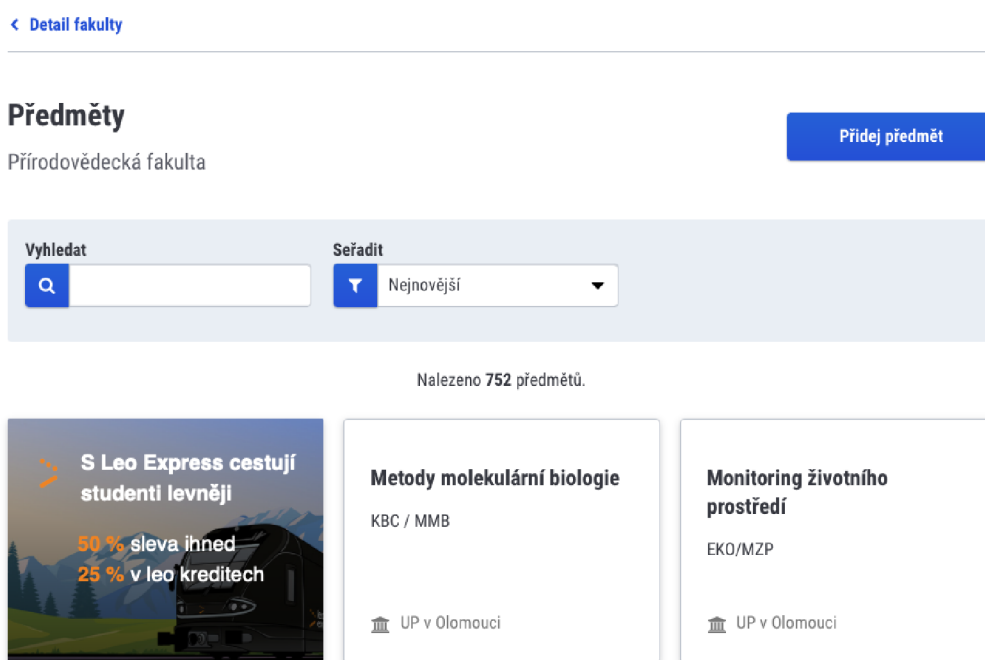 Detail fakulty
Předměty
Přidej předmět
Přírodovědecká fakulta
Vyhledat
Seřadit
Nejnovější
Nalezeno 752 předmětů.
S Leo Express cestují
studenti levněji
50 % sleva ihned
25 % v leo kreditech
Metody molekulární biologie
KBC / MMB
UP v Olomouci
Monitoring životního
prostředí
EKO/MZP
UP v Olomouci